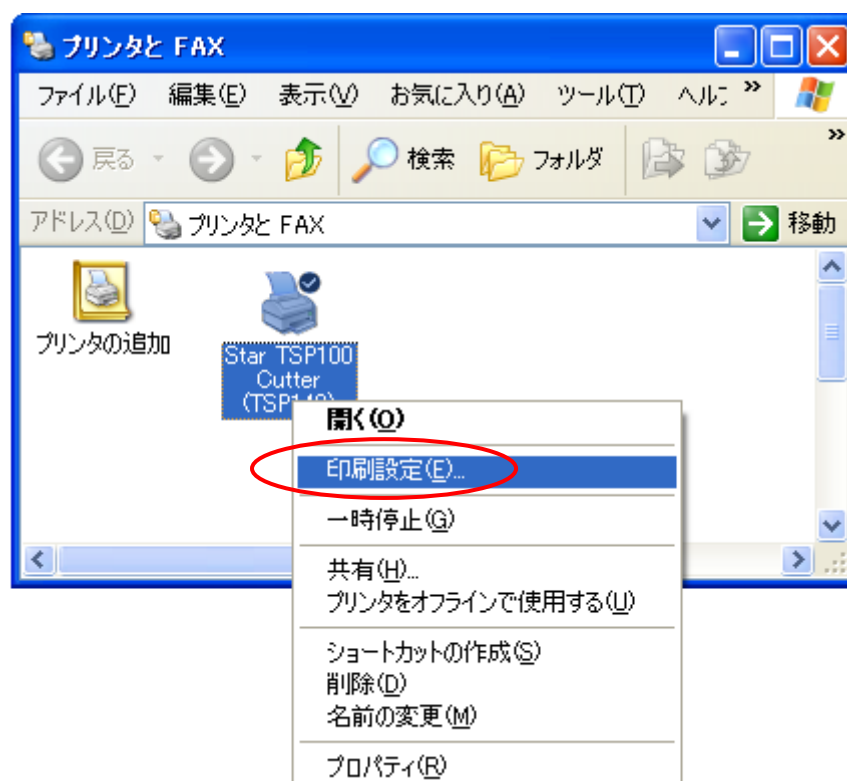 プリンタと FAX
ファイル(F) 編集(E) 表示(V) お気に入り(A) ツール(T) ヘルプ »
戻る 検索 フォルダ »
アドレス(D) プリンタと FAX 移動
プリンタの追加
Star TSP100
Cutter
開く(O)
印刷設定(E)...
一時停止(G)
共有(H)...
プリンタをオフラインで使用する(U)
ショートカットの作成(S)
削除(D)
名前の変更(M)
プロパティ(R)